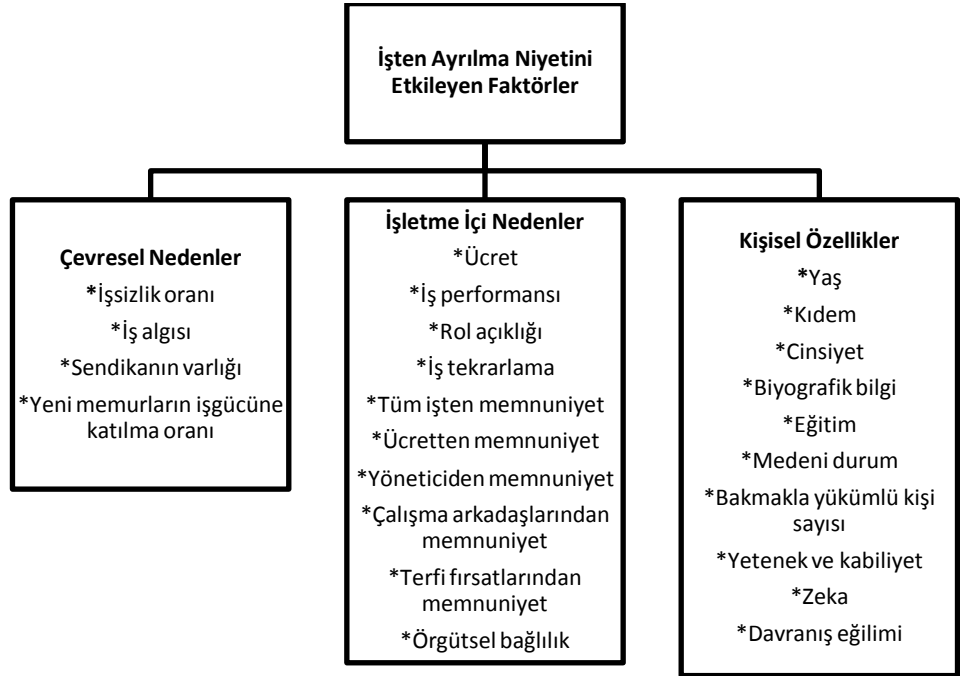 İşten Ayrılma Niyetini
Etkileyen Faktörler
Çevresel Nedenler
*İşsizlik oranı
*İş algısı
*Sendikanın varlığı
*Yeni memurların işgücüne
katılma oranı
İşletme İçi Nedenler
*Ücret
*İş performansı
*Rol açıklığı
*İş tekrarlama
*Tüm işten memnuniyet
*Ücretten memnuniyet
*Yöneticiden memnuniyet
*Çalışma arkadaşlarından
memnuniyet
*Terfi fırsatlarından
memnuniyet
*Örgütsel bağlılık
Kişisel Özellikler
*Yaş
*Kıdem
*Cinsiyet
*Biyografik bilgi
*Eğitim
*Medeni durum
*Bakmakla yükümlü kişi
sayısı
*Yetenek ve kabiliyet
*Zeka
*Davranış eğilimi